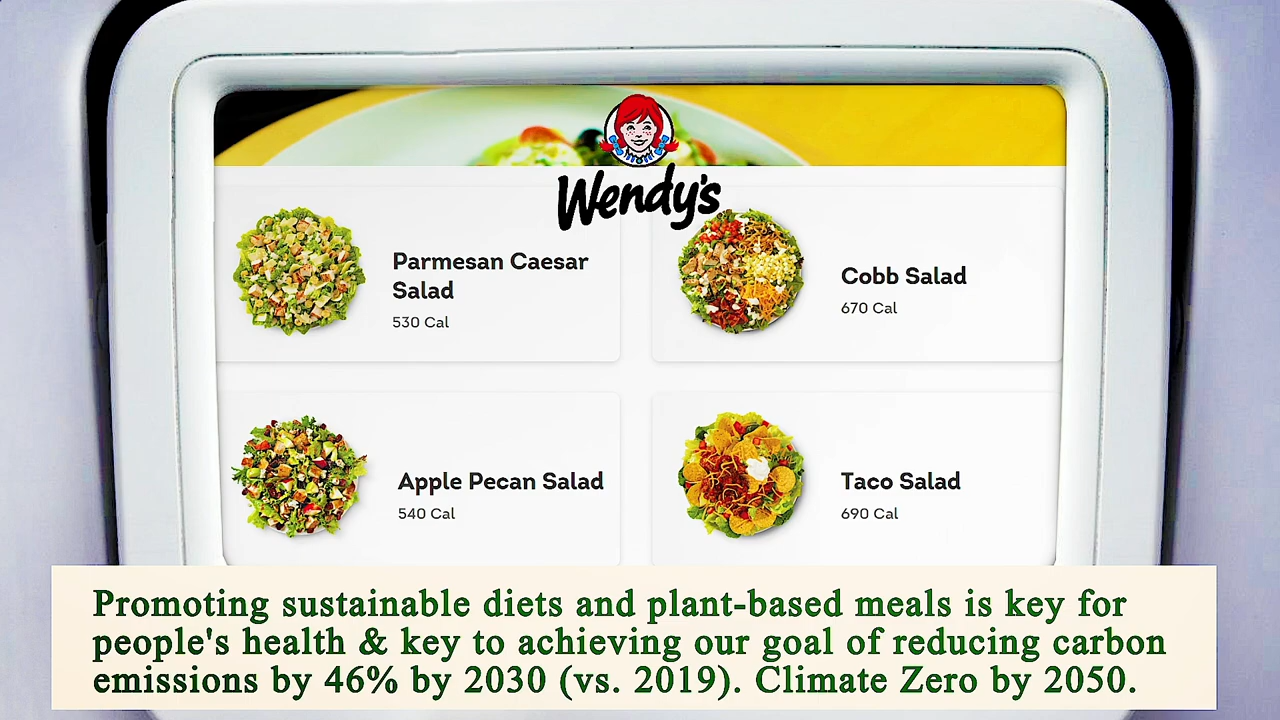 Wendy's
Parmesan Caesar
Salad
530 Cal
Cobb Salad
670 Cal
Apple Pecan Salad
540 Cal
Taco Salad
690 Cal
Promoting sustainable diets and plant-based meals is key for
people's health & key to achieving our goal of reducing carbon
emissions by 46% by 2030 (vs. 2019). Climate Zero by 2050.